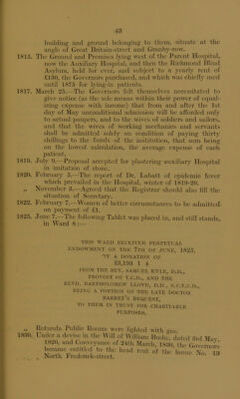 43
building and ground belonging to them, situate at the
angle of Great Britain-street and Granby-row.
1815. The Ground and Premises lying west of the Parent Hospital,
now the Auxiliary Hospital, and then the Richmond Blind
Asylum, held for ever, and subject to a yearly rent of
£130, the Governors purchased, and which was chiefly used
until 1875 for lying-in patients.
1817. March 25.—The Governors felt themselves necessitated to
give notice (as the sole means within their power of equal-
izing expense with income) that from and after the 1st
day of May unconditional admission will be afforded only
to actual paupers, and to the wives of soldiers and sailors,
and that the wives of working mechanics and servants
shall be admitted solely on condition of paying thirty
shillings to the funds of the institution, that sum being
on the lowest calculation, the average expense of each
patient.
1818. July 9.—Proposal accepted for plastering auxiliary Hospital
in imitation of stone.
1820. February 3.—The report of Dr. Labatt of epidemic fever
which prevailed in the Hospital, winter of 1819-20.
„ November 3.—Agreed that the Registrar should also fill the
situation of Secretary.
1822. February 7.—Women of better circumstances to be admitted
on payment of £1.
1825. June 7.—The following Tablet was placed in, and still stands,
in Ward 8:—
THIS WARD RECEIVED PERPETUAL
ENDOWMENT ON THE 7TH OF JUNE, 1825,
BY A DONATION OF
£3,193 1 4
FROM THE REV. SAMUEL KYLE, D.D.,
PROVOST OF T.C.D., AND THE
REVD. BARTHOLOMEW LLOYD, D.D., S.F.T.C.D.,
BEING A PORTION OF THE LATE DOCTOR
BARRETT'S BEQUEST,
TO THEM IN TRUST FOR CHARITABLE
PURPOSES.
„ Rotunda Public Rooms were lighted with gas.
1830. Under a devise in the Will of William Roche, dated 3rd May,
1820, and Conveyance of 24th March, 1830, the Governors
became entitled to the head rent of the house No. 49
North Frederick-street.